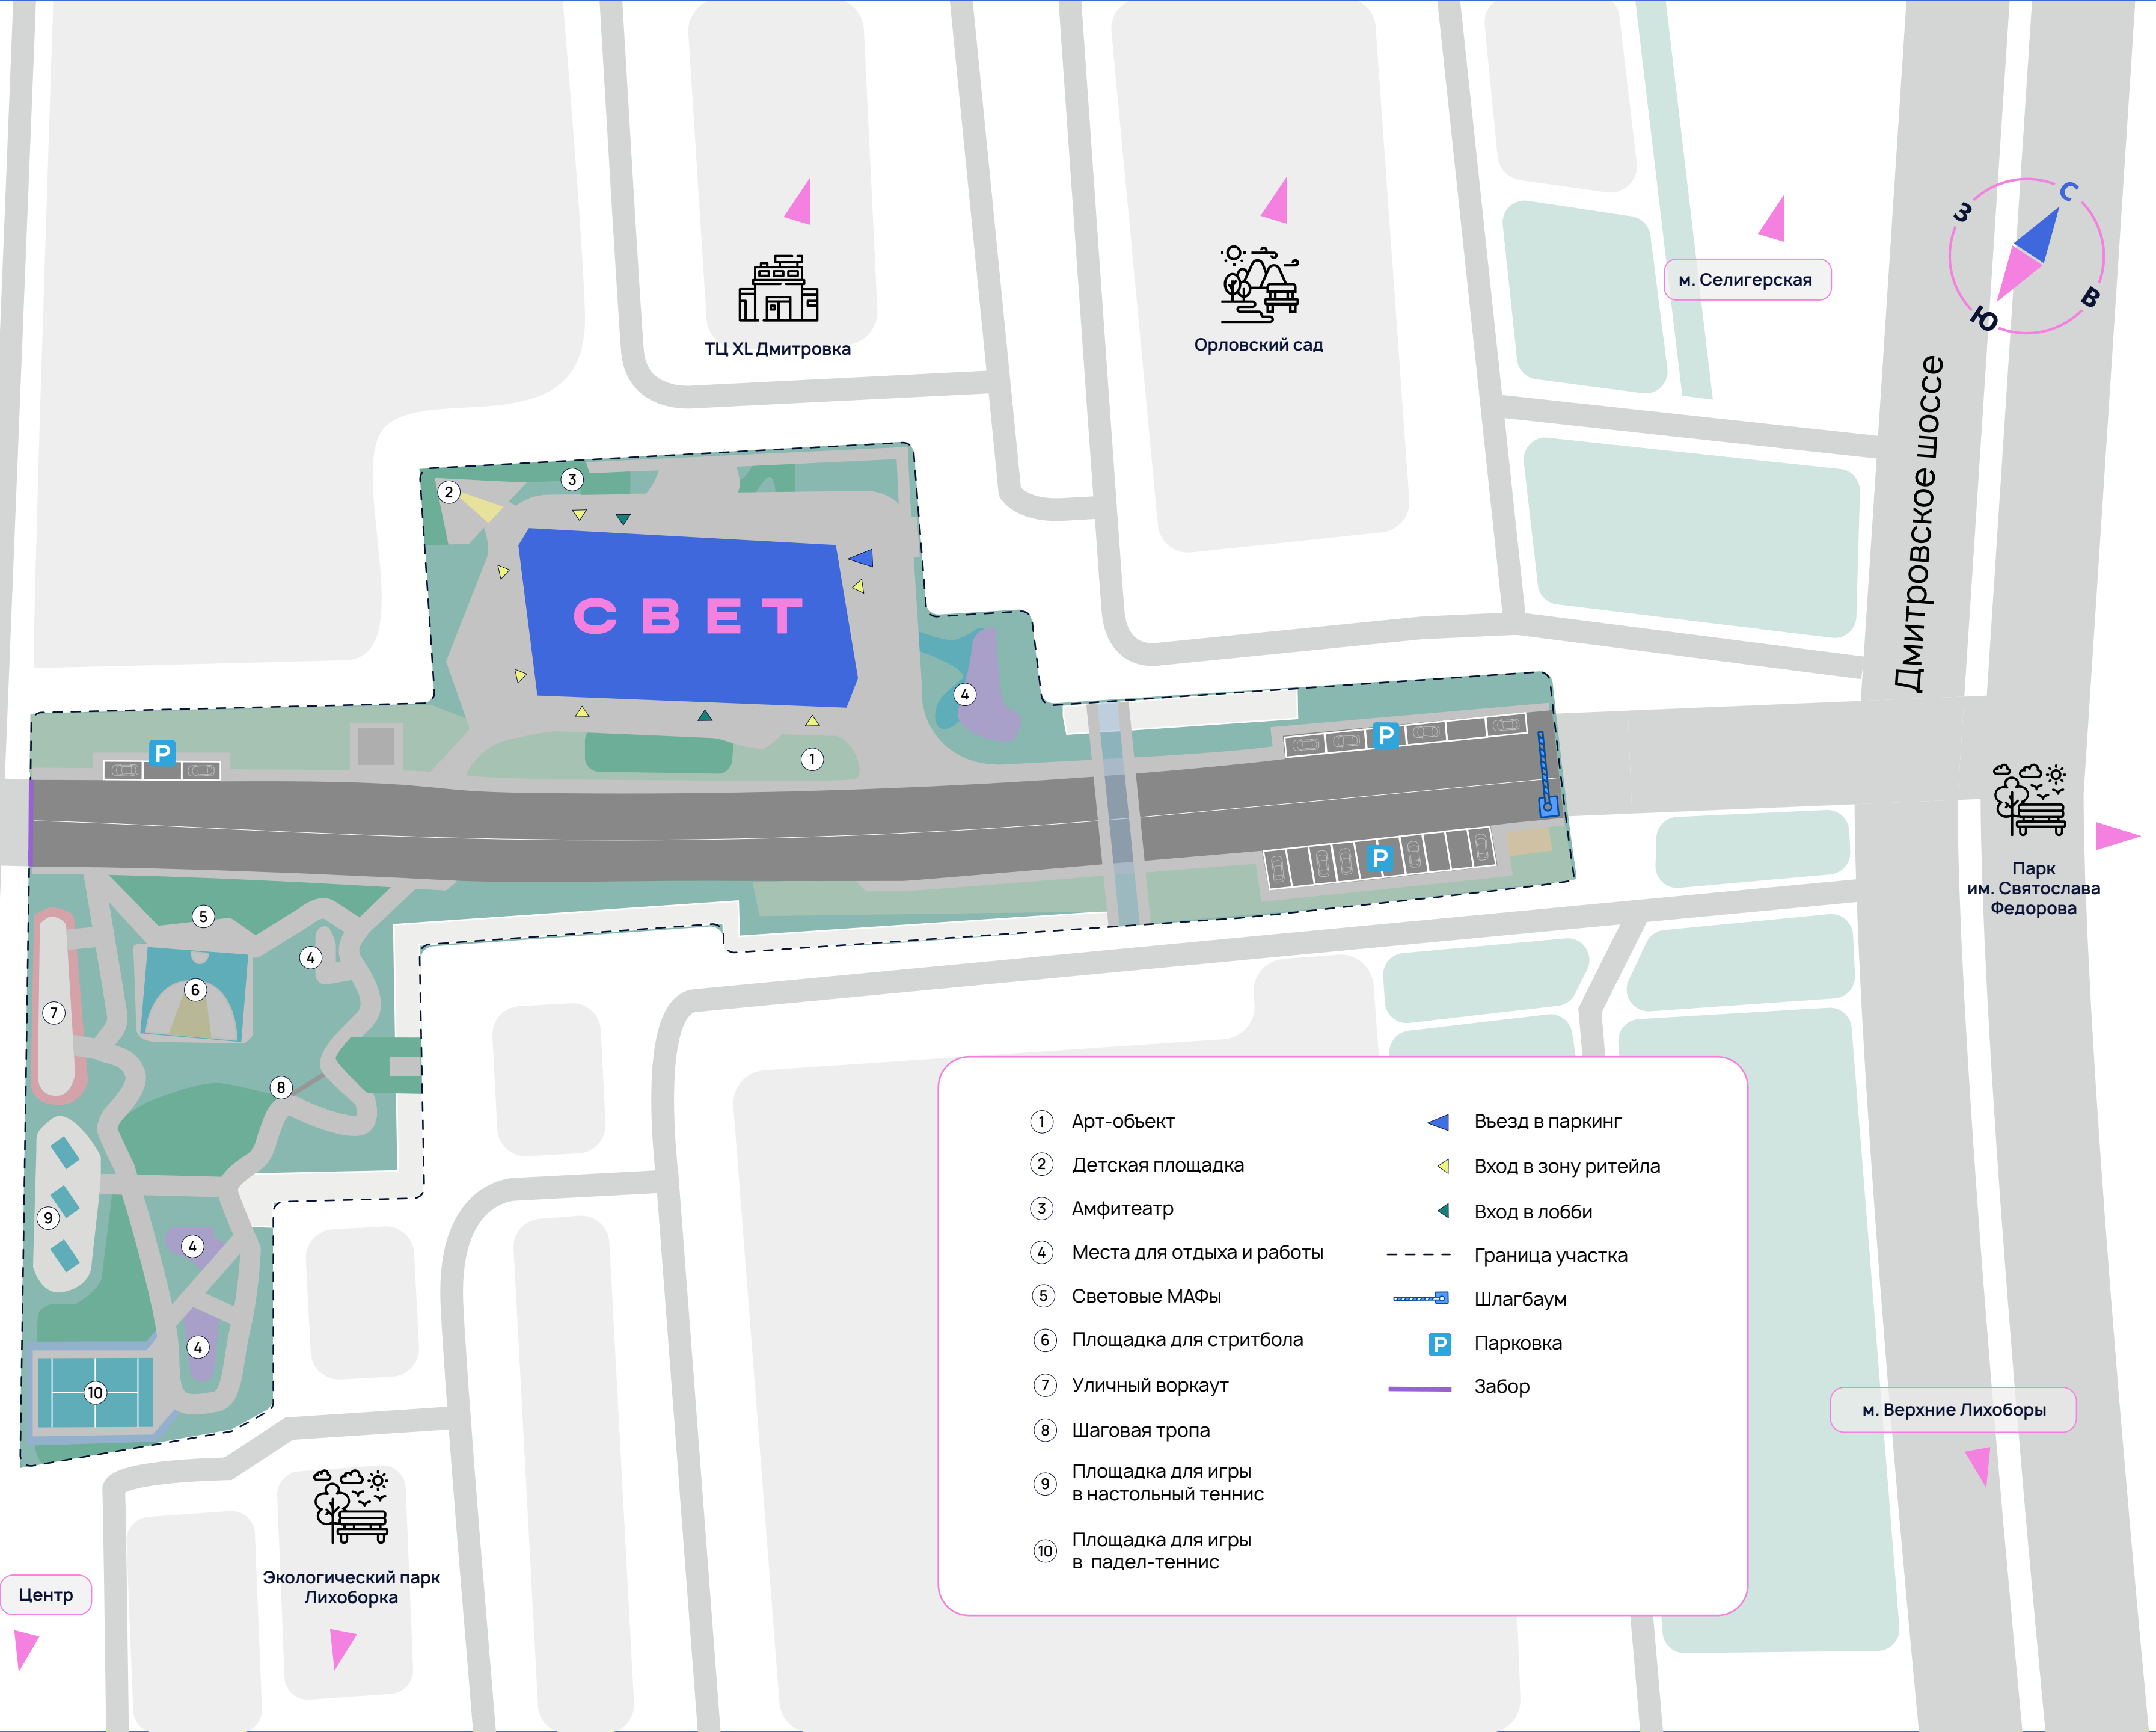 С
З
В
Ю
м. Селигерская
ТЦ XL Дмитровка
Орловский сад
Дмитровское шоссе
2
3
СВЕТ
4
1
P
P
P
Парк
им. Святослава
Федорова
5
4
6
7
8
9
4
4
10
1 Арт-объект
2 Детская площадка
3 Амфитеатр
4 Места для отдыха и работы
5 Световые МАФы
6 Площадка для стритбола
7 Уличный воркаут
8 Шаговая тропа
9 Площадка для игры
в настольный теннис
10 Площадка для игры
в падел-теннис
Въезд в паркинг
Вход в зону ритейла
Вход в лобби
Граница участка
Шлагбаум
P Парковка
Забор
м. Верхние Лихоборы
Экологический парк
Лихоборка
Центр